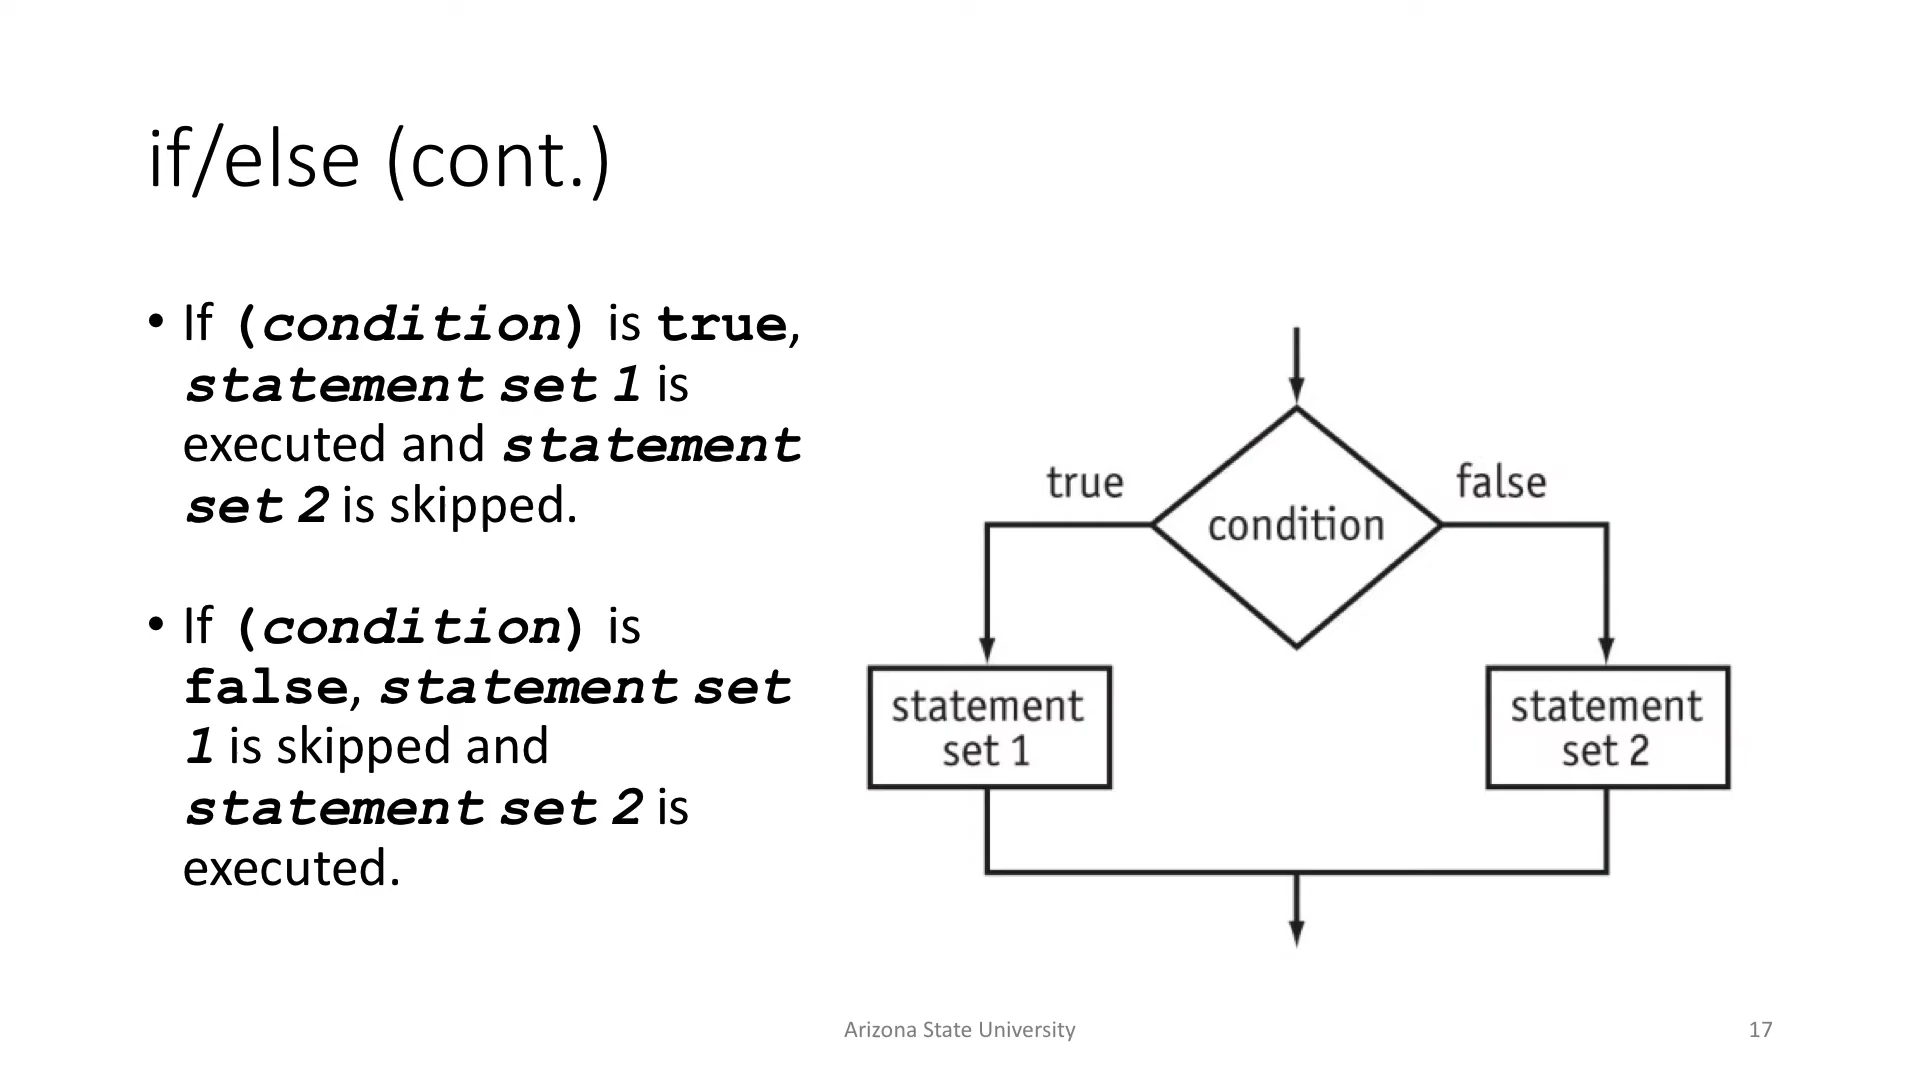 if/else (cont.)
• If (condition) is true,
statement set 1 is
executed and statement
set 2 is skipped.
• If (condition) is
false, statement set
1 is skipped and
statement set 2 is
executed.
true
false
condition
statement
set 1
statement
set 2
Arizona State University
17